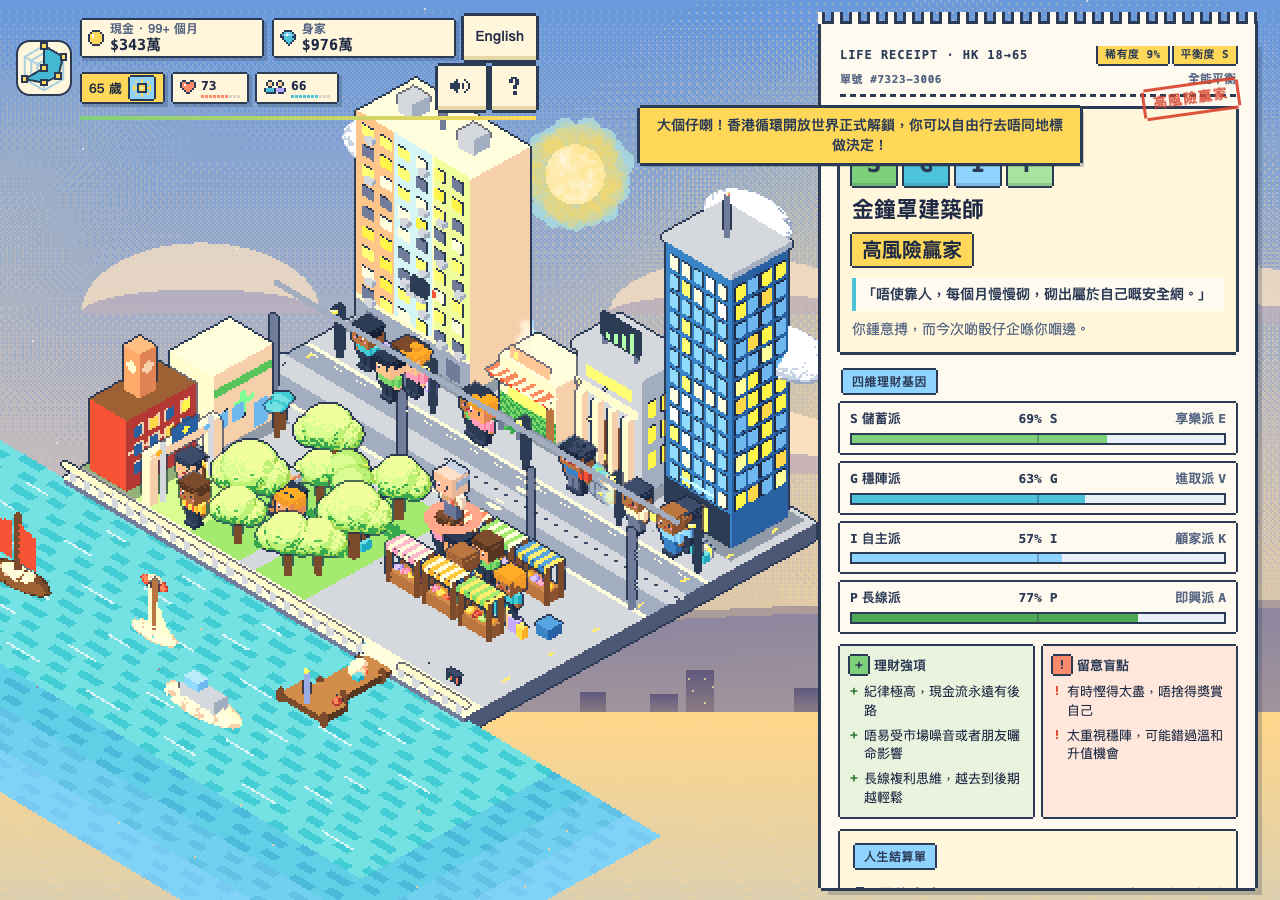 現金 · 99+ 個月
$343萬
身家
$976萬
English
65 歲
73
66
?
LIFE RECEIPT · HK 18→65
稀有度 9%
平衡度 S
單號 #7323-3006
全能平衡
高風險贏家
大個仔喇！香港循環開放世界正式解鎖，你可以自由行去唔同地標
做決定！
S G I P
金鐘罩建築師
高風險贏家
「唔使靠人，每個月慢慢砌，砌出屬於自己嘅安全網。」
你鍾意搏，而今次啲骰仔企喺你嗰邊。
四維理財基因
S 儲蓄派 69% S 享樂派 E
G 穩陣派 63% G 進取派 V
I 自主派 57% I 顧家派 K
P 長線派 77% P 即興派 A
+ 理財強項
+ 紀律極高，現金流永遠有後
路
+ 唔易受市場噪音或者朋友曬
命影響
+ 長線複利思維，越去到後期
越輕鬆
! 留意盲點
! 有時慳得太盡，唔捨得獎賞
自己
! 太重視穩陣，可能錯過溫和
升值機會
人生結算單